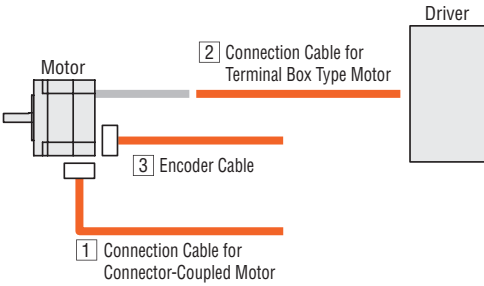 Driver
2 Connection Cable for
Terminal Box Type Motor
Motor
3 Encoder Cable
1 Connection Cable for
Connector-Coupled Motor